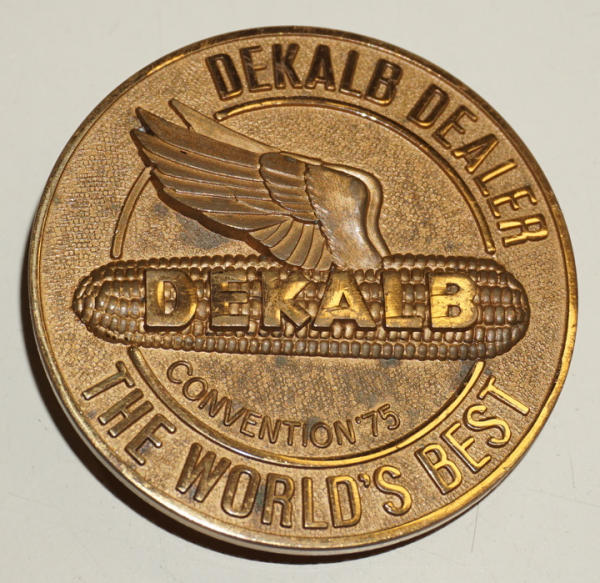 DEKALB DEALER
DEKALB
CONVENTION '75
THE WORLD'S BEST